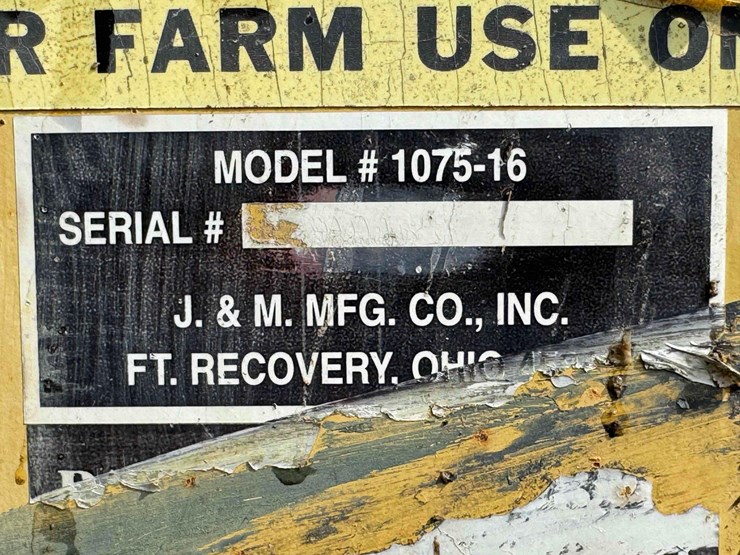 R FARM USE O
MODEL # 1075-16
SERIAL #
J. & M. MFG. CO., INC.
FT. RECOVERY, OHIO